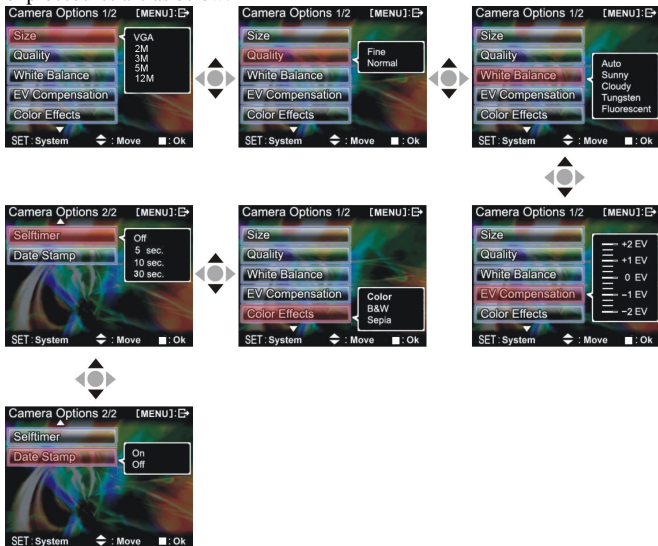 Camera Options 1/2 [MENU]:
Size
Quality
White Balance
EV Compensation
Color Effects
VGA
2M
3M
5M
12M
SET:System : Move : Ok
Camera Options 1/2 [MENU]:
Size
Quality
White Balance
EV Compensation
Color Effects
Fine
Normal
SET:System : Move : Ok
Camera Options 1/2 [MENU]:
Size
Quality
White Balance
EV Compensation
Color Effects
Auto
Sunny
Cloudy
Tungsten
Fluorescent
SET:System : Move : Ok
Camera Options 2/2 [MENU]:
Selftimer
Date Stamp
Off
5 sec.
10 sec.
30 sec.
SET:System : Move : Ok
Camera Options 1/2 [MENU]:
Size
Quality
White Balance
EV Compensation
Color Effects
Color
B&W
Sepia
SET:System : Move : Ok
Camera Options 1/2 [MENU]:
Size
Quality
White Balance
EV Compensation
Color Effects
+2 EV
+1 EV
0 EV
−1 EV
−2 EV
SET:System : Move : Ok
Camera Options 2/2 [MENU]:
Selftimer
Date Stamp
On
Off
SET:System : Move : Ok